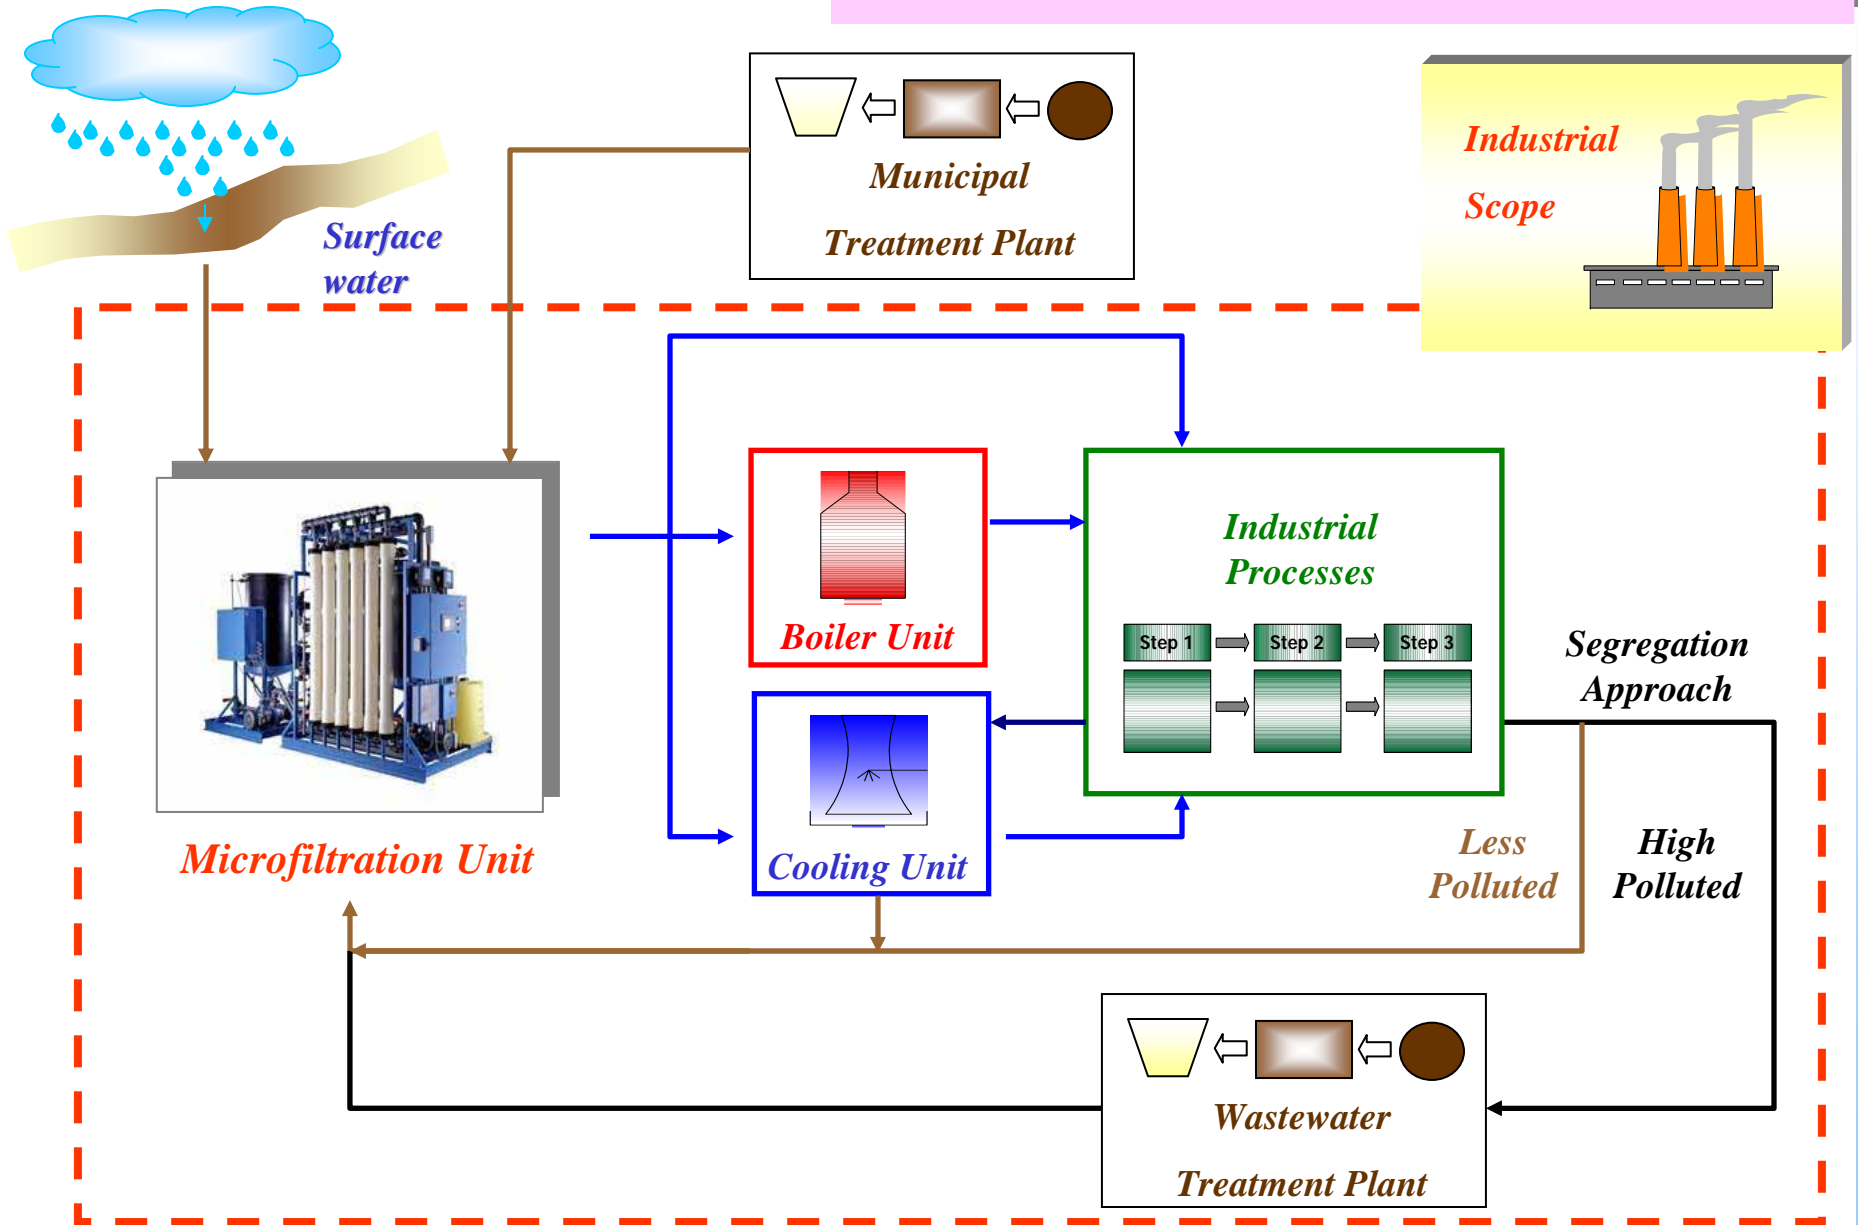 Municipal
Treatment Plant
Industrial
Scope
Surface
water
Industrial
Processes
Boiler Unit
Step 1
Step 2
Step 3
Segregation
Approach
Microfiltration Unit
Cooling Unit
Less
Polluted
High
Polluted
Wastewater
Treatment Plant